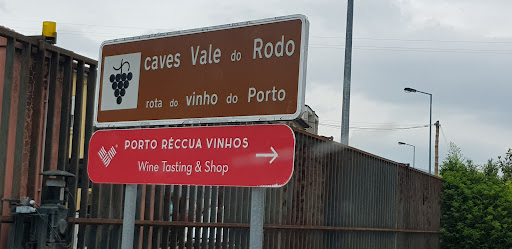 caves Vale do Rodo
rota do vinho do Porto
PORTO RÉCCUA VINHOS
Wine Tasting & Shop